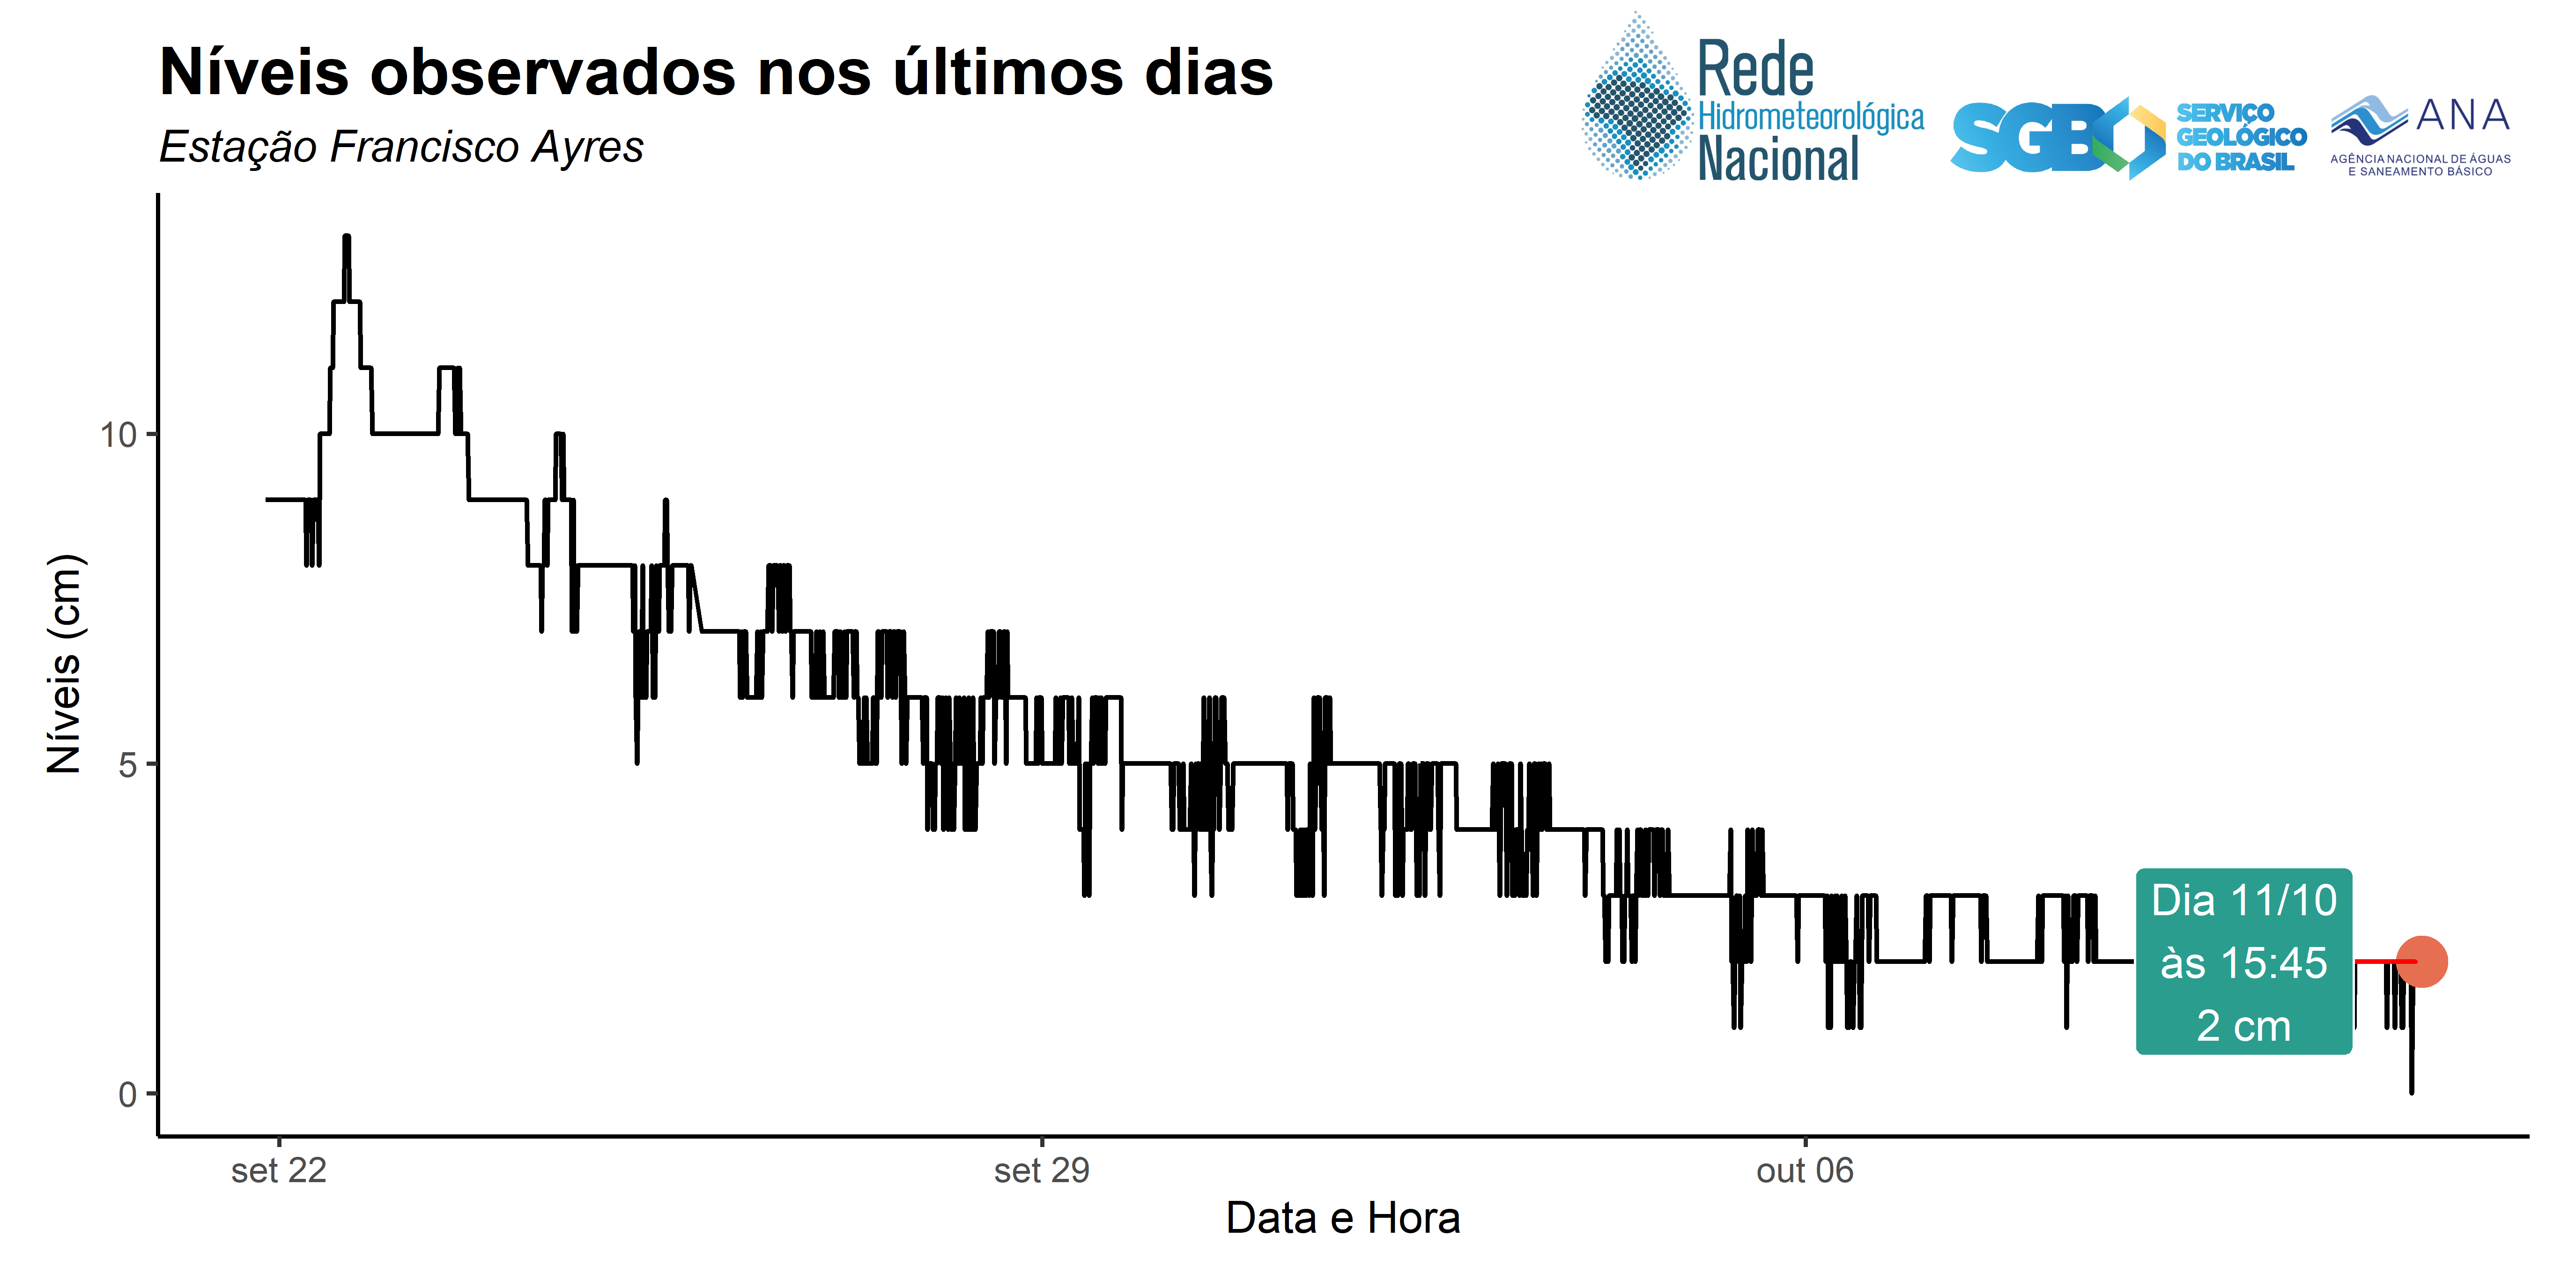 Níveis observados nos últimos dias
Estação Francisco Ayres
Rede
Hidrometeorológica
Nacional
SGB
SERVIÇO
GEOLÓGICO
DO BRASIL
ANA
AGÊNCIA NACIONAL DE ÁGUAS
E SANEAMENTO BÁSICO
Níveis (cm)
10
5
0
Dia 11/10
às 15:45
2 cm
set 22
set 29
out 06
Data e Hora